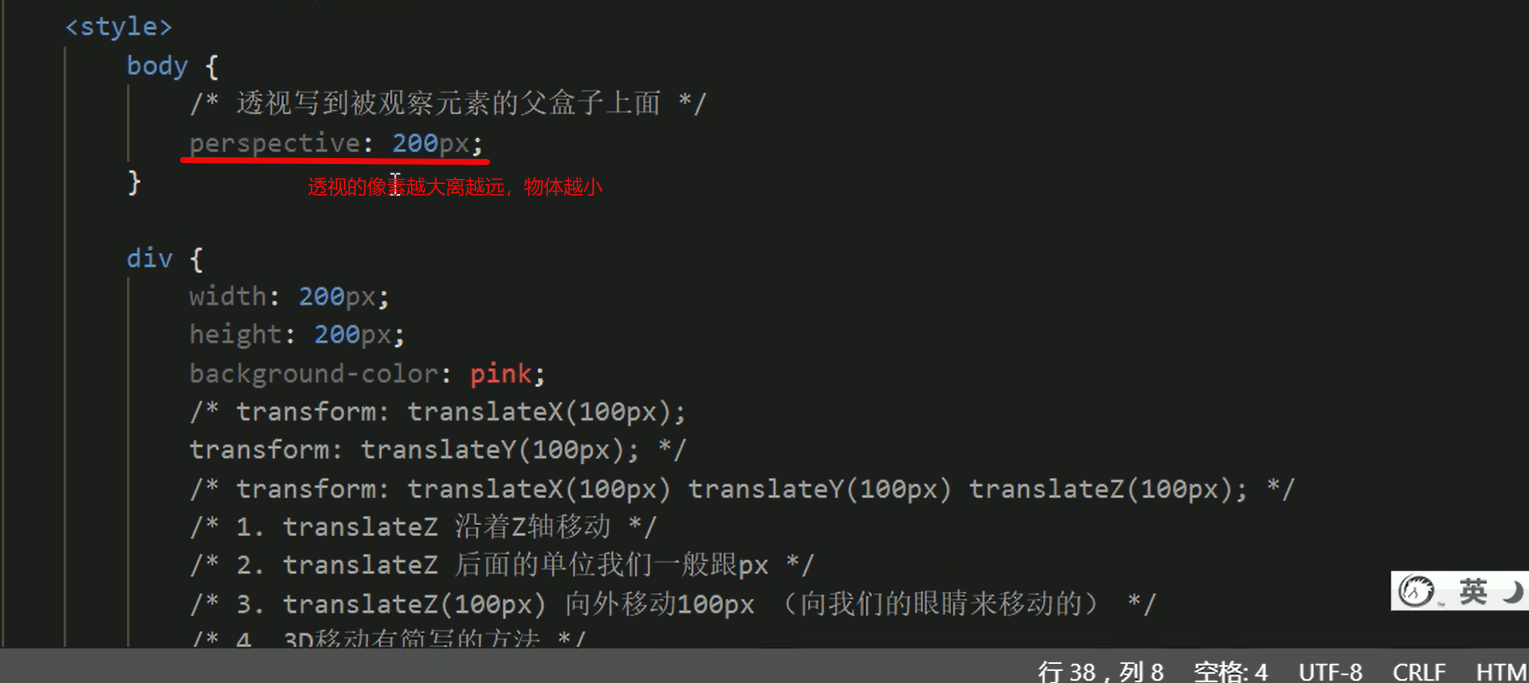 <style>
body {
/* 透视写到被观察元素的父盒子上面 */
perspective: 200px;
}
透视的像素越大离越远，物体越小
div {
width: 200px;
height: 200px;
background-color: pink;
/* transform: translateX(100px);
transform: translateY(100px); */
/* transform: translateX(100px) translateY(100px) translateZ(100px); */
/* 1. translateZ 沿着Z轴移动 */
/* 2. translateZ 后面的单位我们一般跟px */
/* 3. translateZ(100px) 向外移动100px （向我们的眼睛来移动的） */
/* 4. 3D移动有简写的方法 */
英
行 38，列 8 空格: 4 UTF-8 CRLF HTM